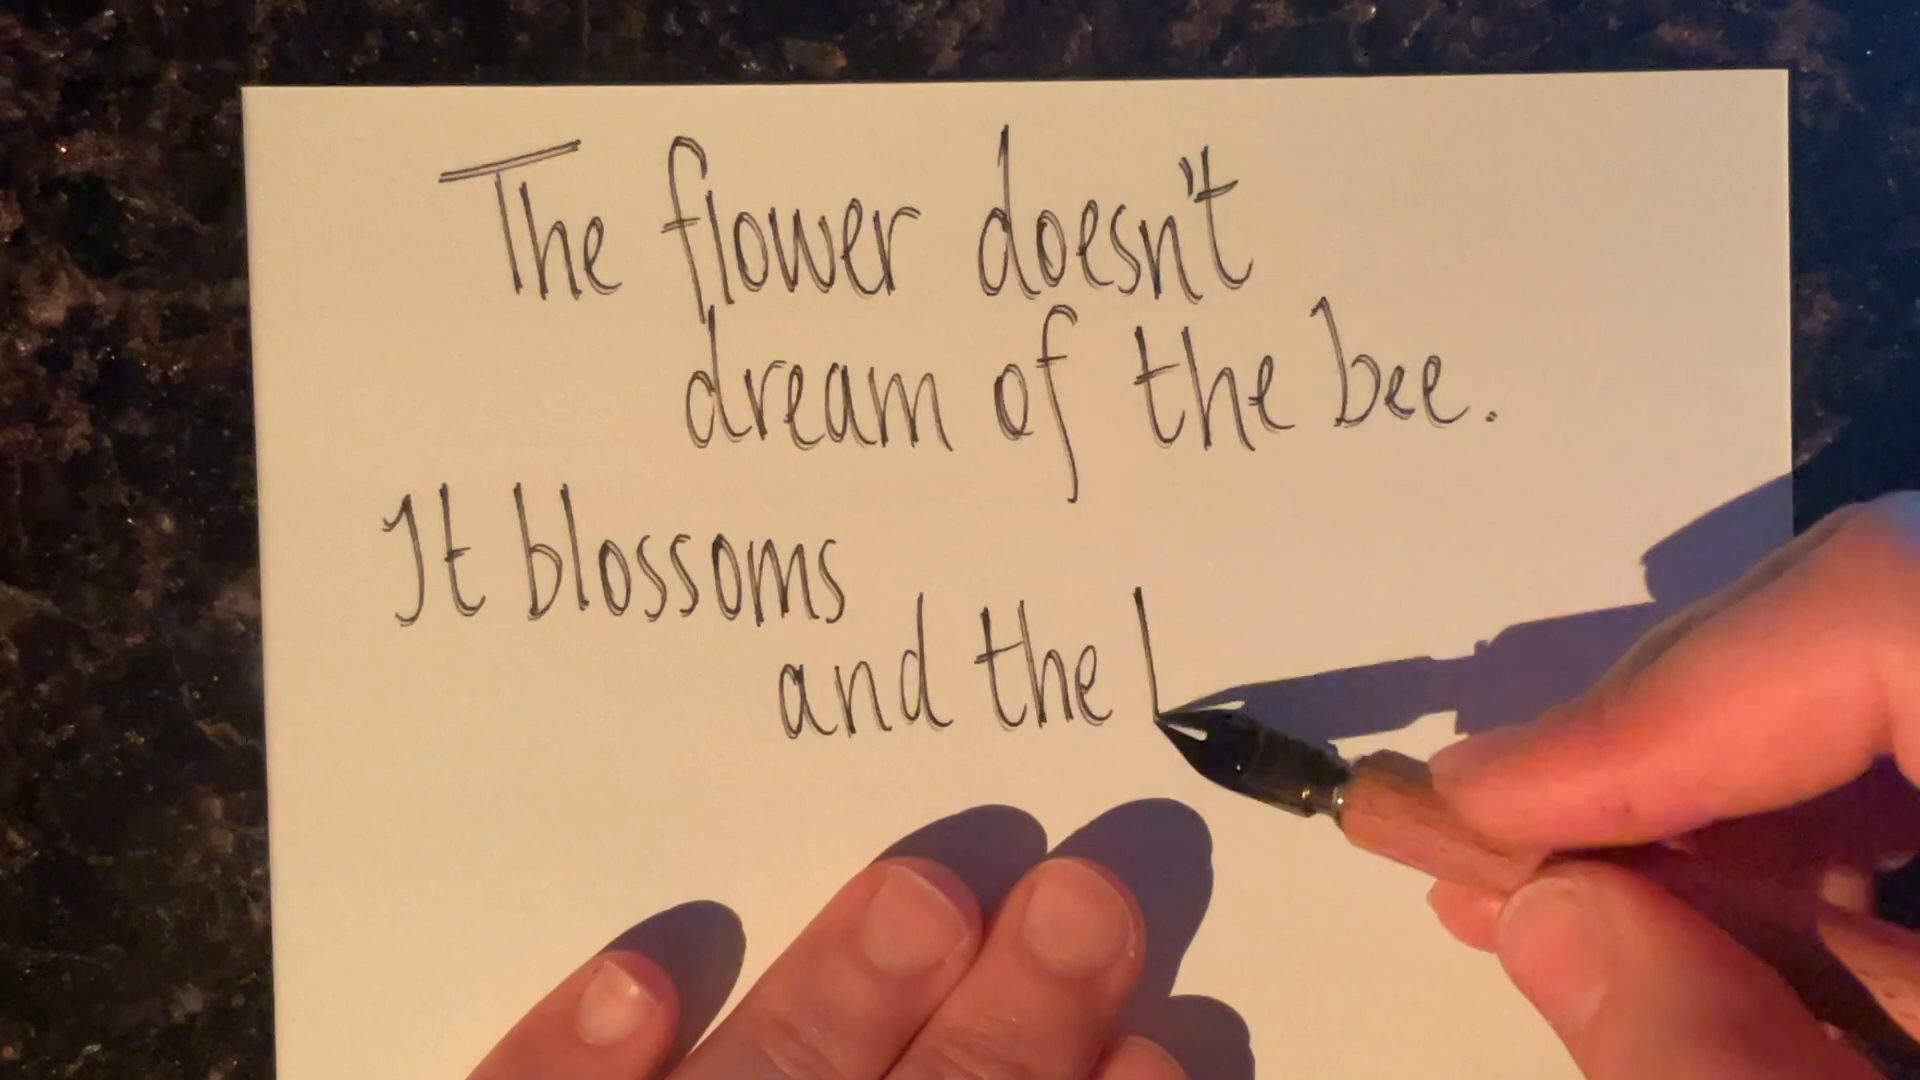 The flower doesn't
dream of the bee.
It blossoms
and the